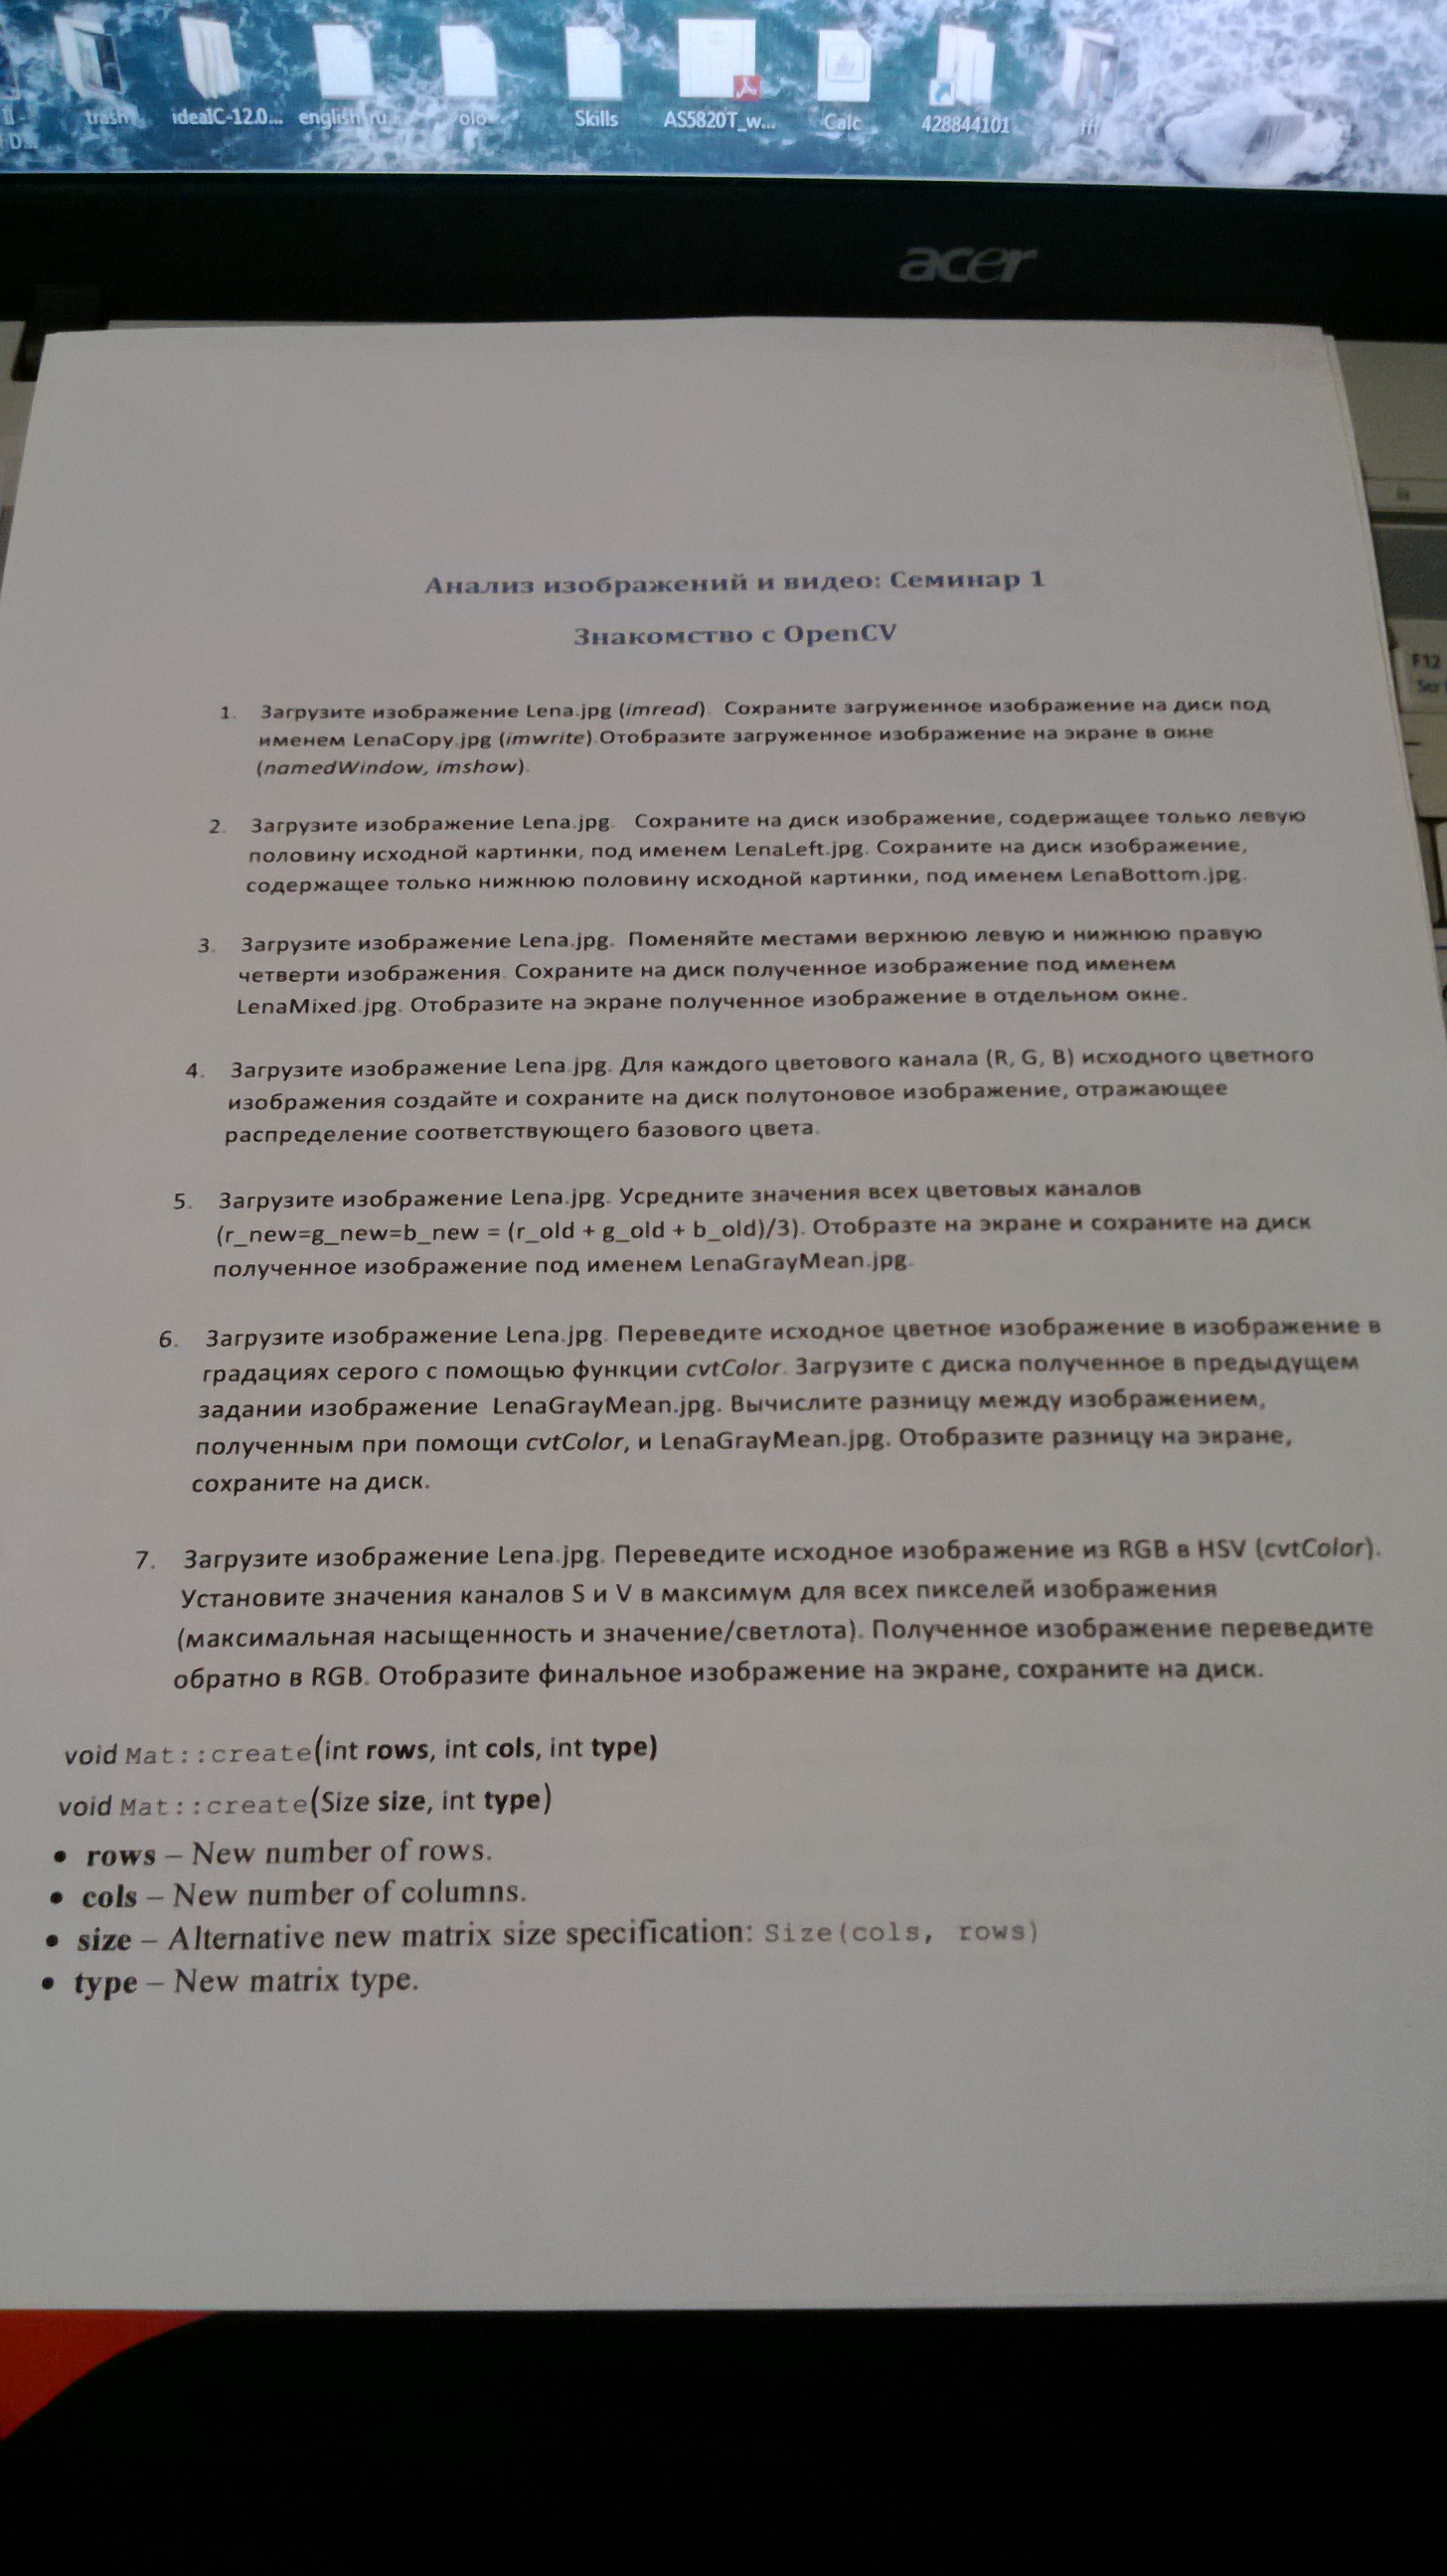 trash
idealC-12.0...
english ru...
olo
Skills
AS5820T_w...
Calc
428844101
fff
D...
acer
F12
Анализ изображений и видео: Семинар 1
Знакомство с OpenCV
1. Загрузите изображение Lena.jpg (imread). Сохраните загруженное изображение на диск под
именем LenaCopy.jpg (imwrite).Отобразите загруженное изображение на экране в окне
(namedWindow, imshow).
2. Загрузите изображение Lena.jpg. Сохраните на диск изображение, содержащее только левую
половину исходной картинки, под именем LenaLeft.jpg. Сохраните на диск изображение,
содержащее только нижнюю половину исходной картинки, под именем LenaBottom.jpg.
3. Загрузите изображение Lena.jpg. Поменяйте местами верхнюю левую и нижнюю правую
четверти изображения. Сохраните на диск полученное изображение под именем
LenaMixed.jpg. Отобразите на экране полученное изображение в отдельном окне.
4. Загрузите изображение Lena.jpg. Для каждого цветового канала (R, G, B) исходного цветного
изображения создайте и сохраните на диск полутоновое изображение, отражающее
распределение соответствующего базового цвета.
5. Загрузите изображение Lena.jpg. Усредните значения всех цветовых каналов
(r_new=g_new=b_new = (r_old + g_old + b_old)/3). Отобразте на экране и сохраните на диск
полученное изображение под именем LenaGrayMean.jpg.
6. Загрузите изображение Lena.jpg. Переведите исходное цветное изображение в изображение в
градациях серого с помощью функции cvtColor. Загрузите с диска полученное в предыдущем
задании изображение LenaGrayMean.jpg. Вычислите разницу между изображением,
полученным при помощи cvtColor, и LenaGrayMean.jpg. Отобразите разницу на экране,
сохраните на диск.
7. Загрузите изображение Lena.jpg. Переведите исходное изображение из RGB в HSV (cvtColor).
Установите значения каналов S и V в максимум для всех пикселей изображения
(максимальная насыщенность и значение/светлота). Полученное изображение переведите
обратно в RGB. Отобразите финальное изображение на экране, сохраните на диск.
void Mat::create(int rows, int cols, int type)
void Mat::create(Size size, int type)
• rows – New number of rows.
• cols – New number of columns.
• size – Alternative new matrix size specification: Size(cols, rows)
• type – New matrix type.